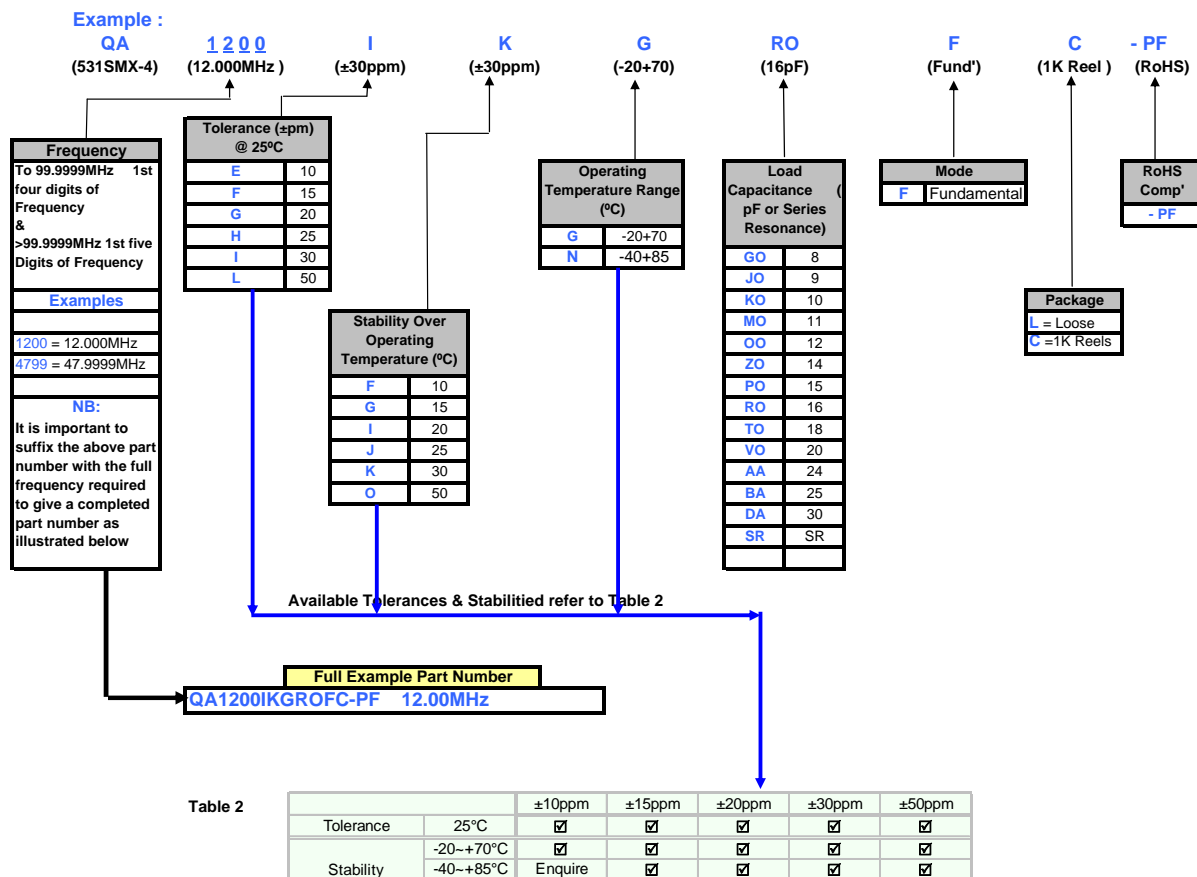 Example :
QA 1 2 0 0 I K G RO F C - PF
(531SMX-4) (12.000MHz ) (±30ppm) (±30ppm) (-20+70) (16pF) (Fund') (1K Reel ) (RoHS)
Frequency
To 99.9999MHz 1st
four digits of
Frequency
&
>99.9999MHz 1st five
Digits of Frequency
Examples
1200 = 12.000MHz
4799 = 47.9999MHz
NB:
It is important to
suffix the above part
number with the full
frequency required
to give a completed
part number as
illustrated below
Tolerance (±pm)
@ 25ºC
E 10
F 15
G 20
H 25
I 30
L 50
Stability Over
Operating
Temperature (ºC)
F 10
G 15
I 20
J 25
K 30
O 50
Operating
Temperature Range
(ºC)
G -20+70
N -40+85
Load
Capacitance (
pF or Series
Resonance)
GO 8
JO 9
KO 10
MO 11
OO 12
ZO 14
PO 15
RO 16
TO 18
VO 20
AA 24
BA 25
DA 30
SR SR
Mode
F Fundamental
Package
L = Loose
C =1K Reels
RoHS
Comp'
- PF
Available Tolerances & Stabilitied refer to Table 2
Full Example Part Number
QA1200IKGROFC-PF 12.00MHz
Table 2
±10ppm ±15ppm ±20ppm ±30ppm ±50ppm
Tolerance 25°C ☑ ☑ ☑ ☑ ☑
Stability
-20~+70°C ☑ ☑ ☑ ☑ ☑
-40~+85°C Enquire ☑ ☑ ☑ ☑